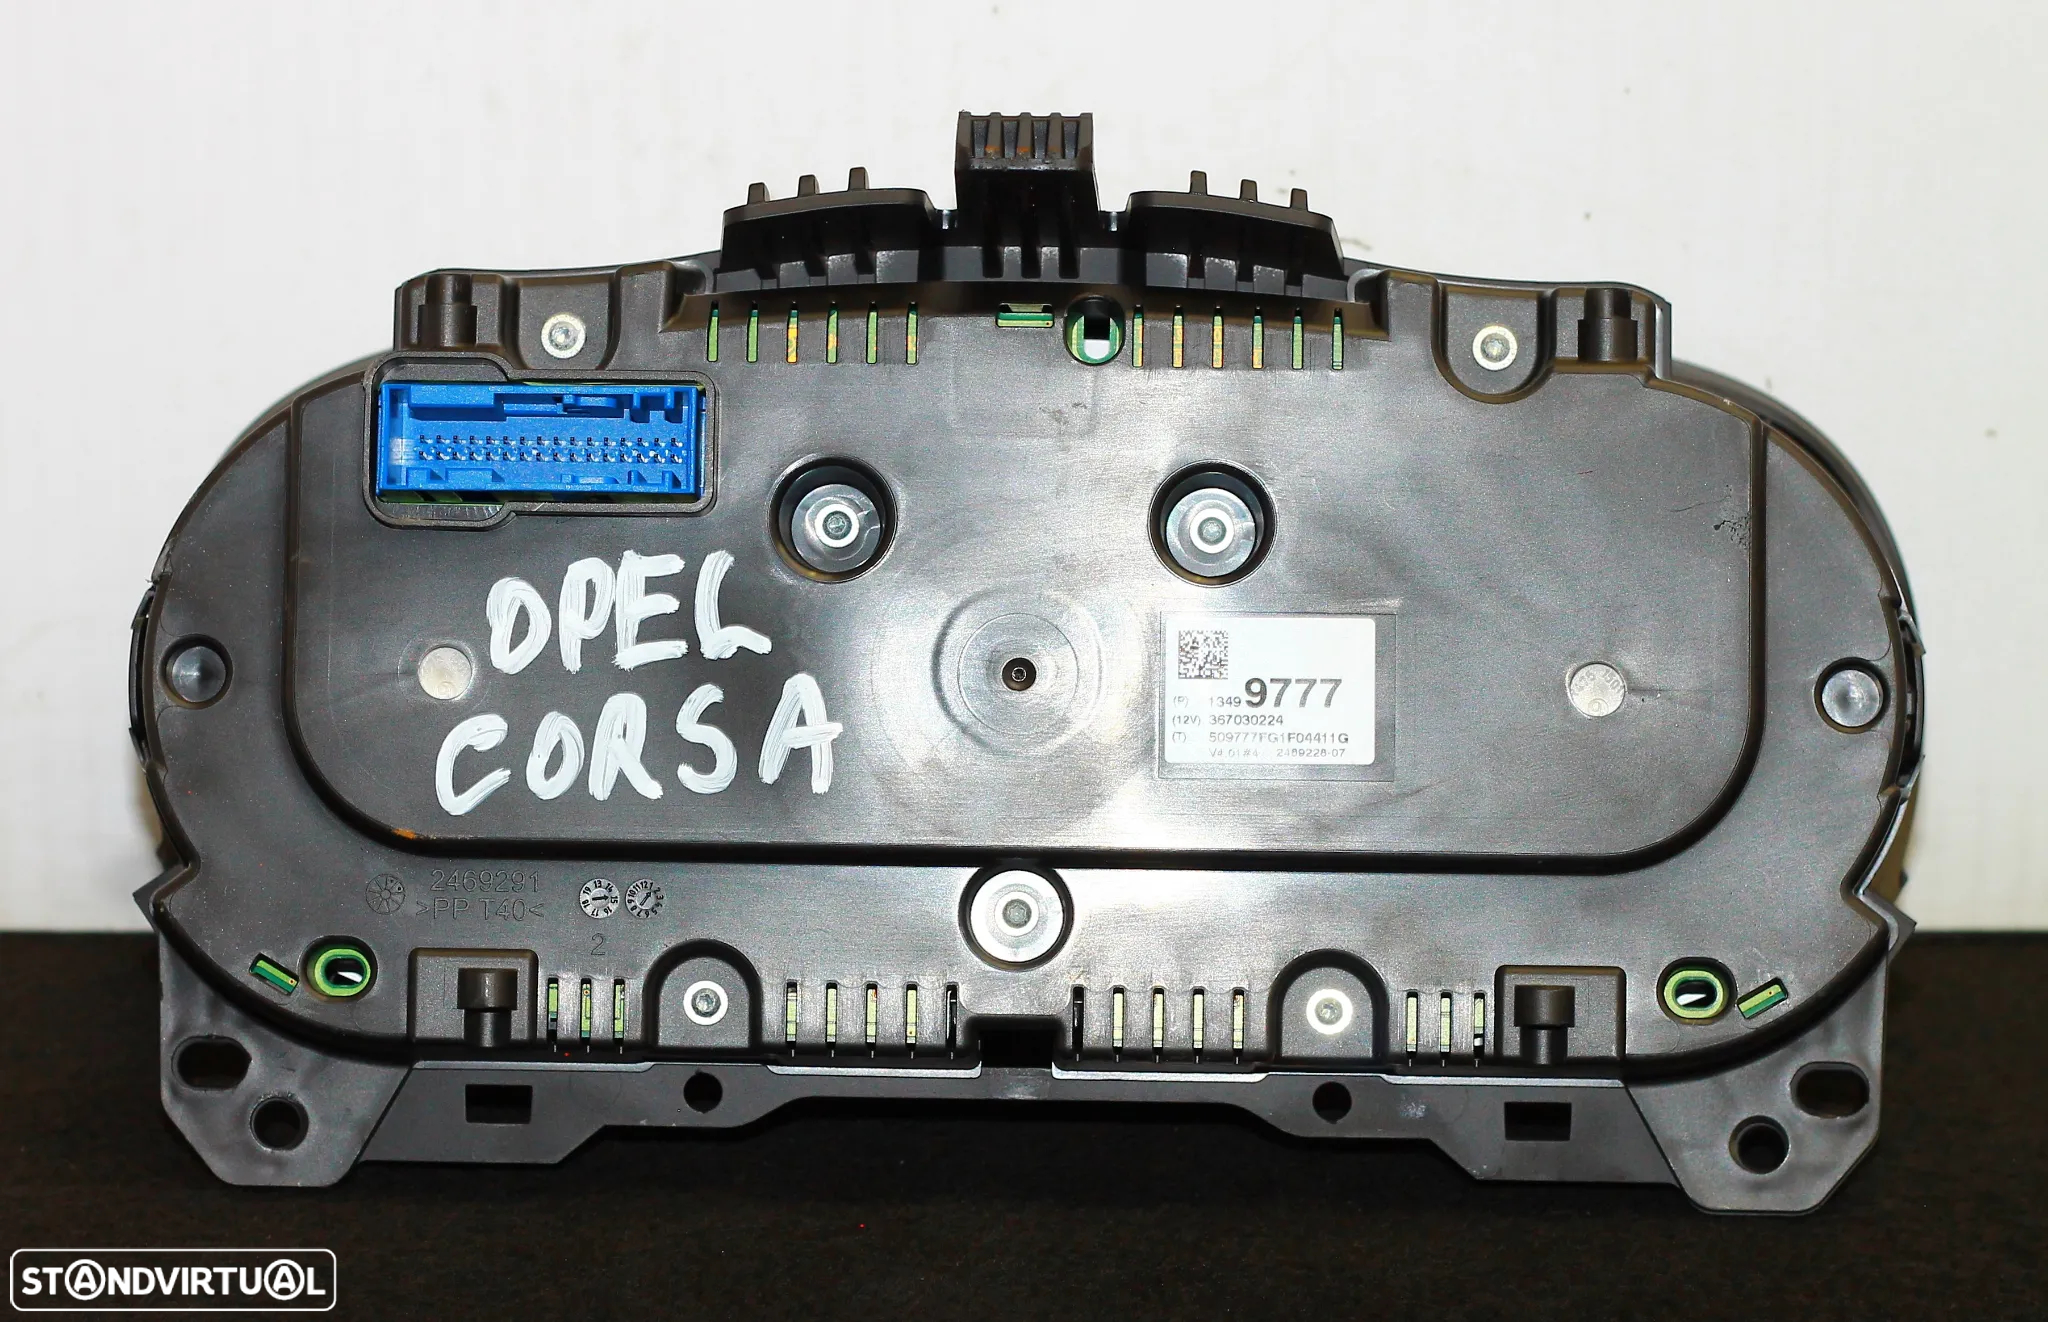 OPEL
CORSA
(P) 1349 9777
(12V) 367030224
(T) 509777FG1F04411G
2489228-07
2469291
>PP T40<
2
STANDVIRTUAL